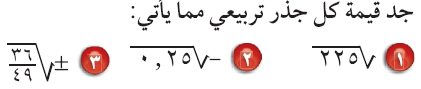 جد قيمة كل جذر تربيعي مما يأتي:
١ √٢٢٥ ٢ −√٠,٢٥ ٣ ±√٣٦/٤٩